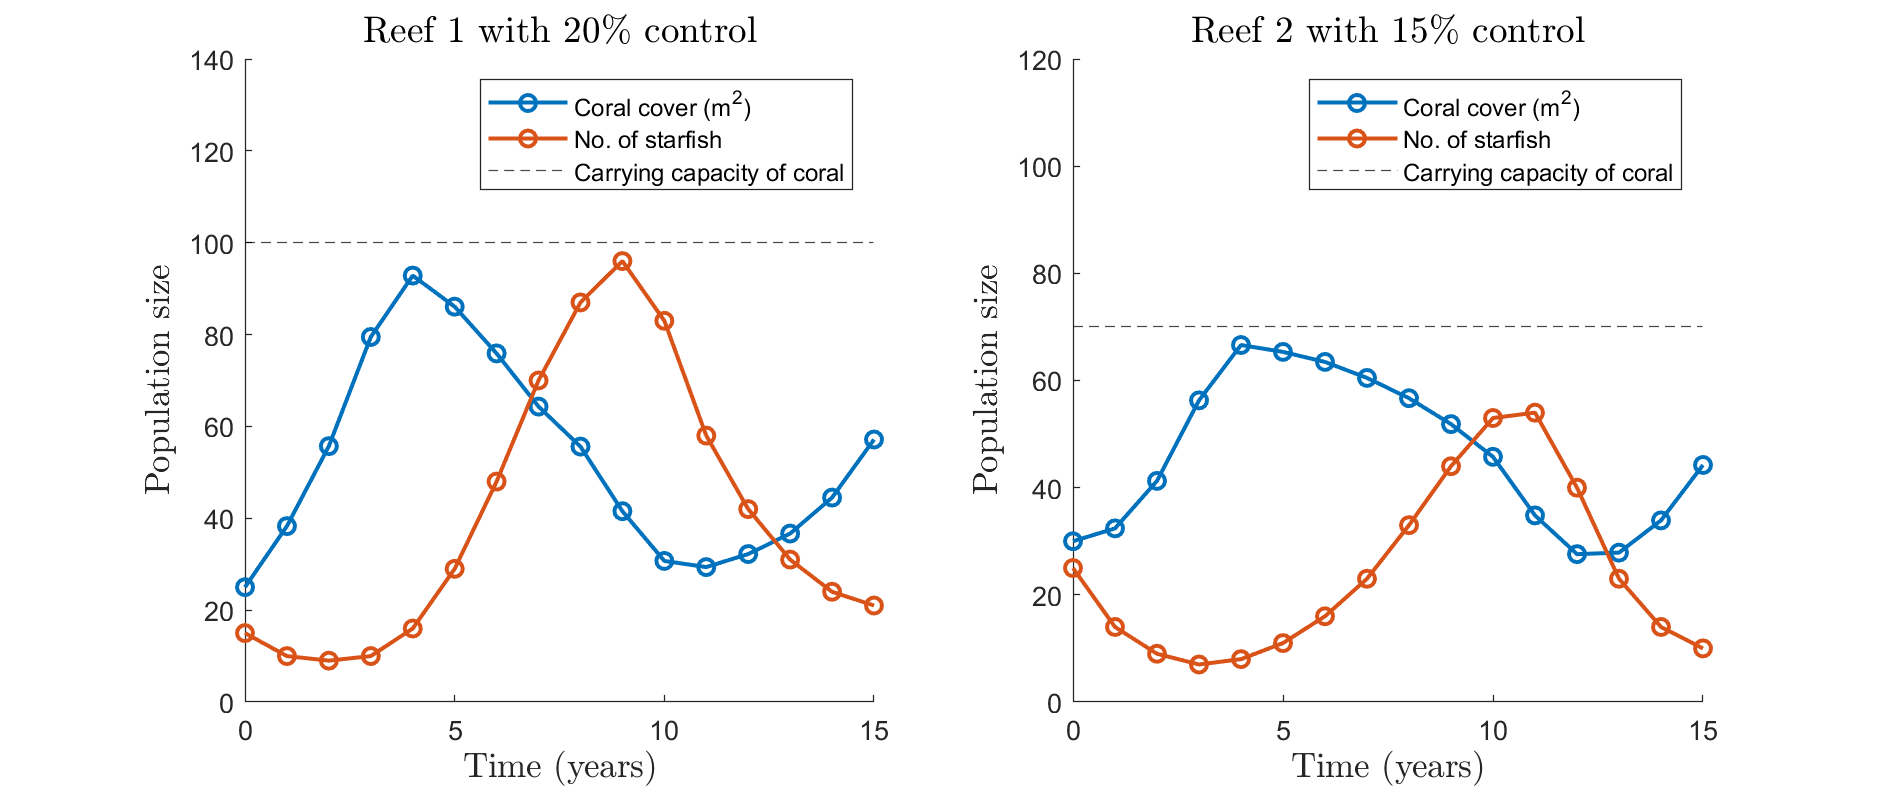 Reef 1 with 20% control
140
120
100
80
60
40
20
0
Population size
Coral cover (m²)
No. of starfish
Carrying capacity of coral
0 5 10 15
Time (years)
Reef 2 with 15% control
120
100
80
60
40
20
0
Population size
Coral cover (m²)
No. of starfish
Carrying capacity of coral
0 5 10 15
Time (years)